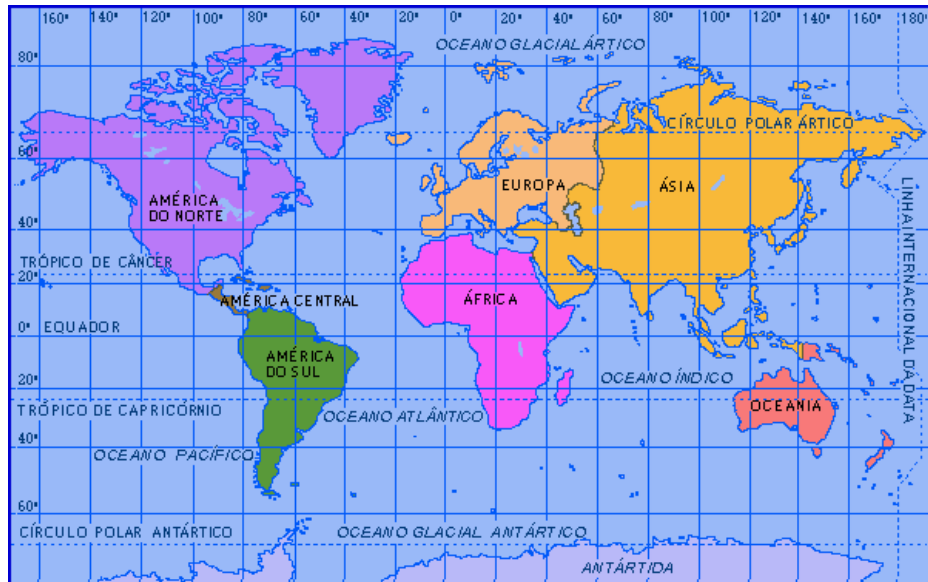 160° 120° 100° 80° 60° 40° 20° 0° 20° 40° 60° 80° 100° 120° 140° 160° 180°
OCEANO GLACIAL ÁRTICO
80°
CÍRCULO POLAR ÁRTICO
60°
EUROPA
ÁSIA
AMÉRICA
DO NORTE
LINHA INTERNACIONAL DÁ DATA
40°
TRÓPICO DE CÂNCER
20°
AMÉRICA CENTRAL
ÁFRICA
0° EQUADOR
AMÉRICA
DO SUL
20°
OCEANO ÍNDICO
TRÓPICO DE CAPRICÓRNIO
OCEANO ATLÂNTICO
OCEANIA
40°
OCEANO PACÍFICO
60°
CÍRCULO POLAR ANTÁRTICO
OCEANO GLACIAL ANTÁRTICO
ANTÁRTIDA